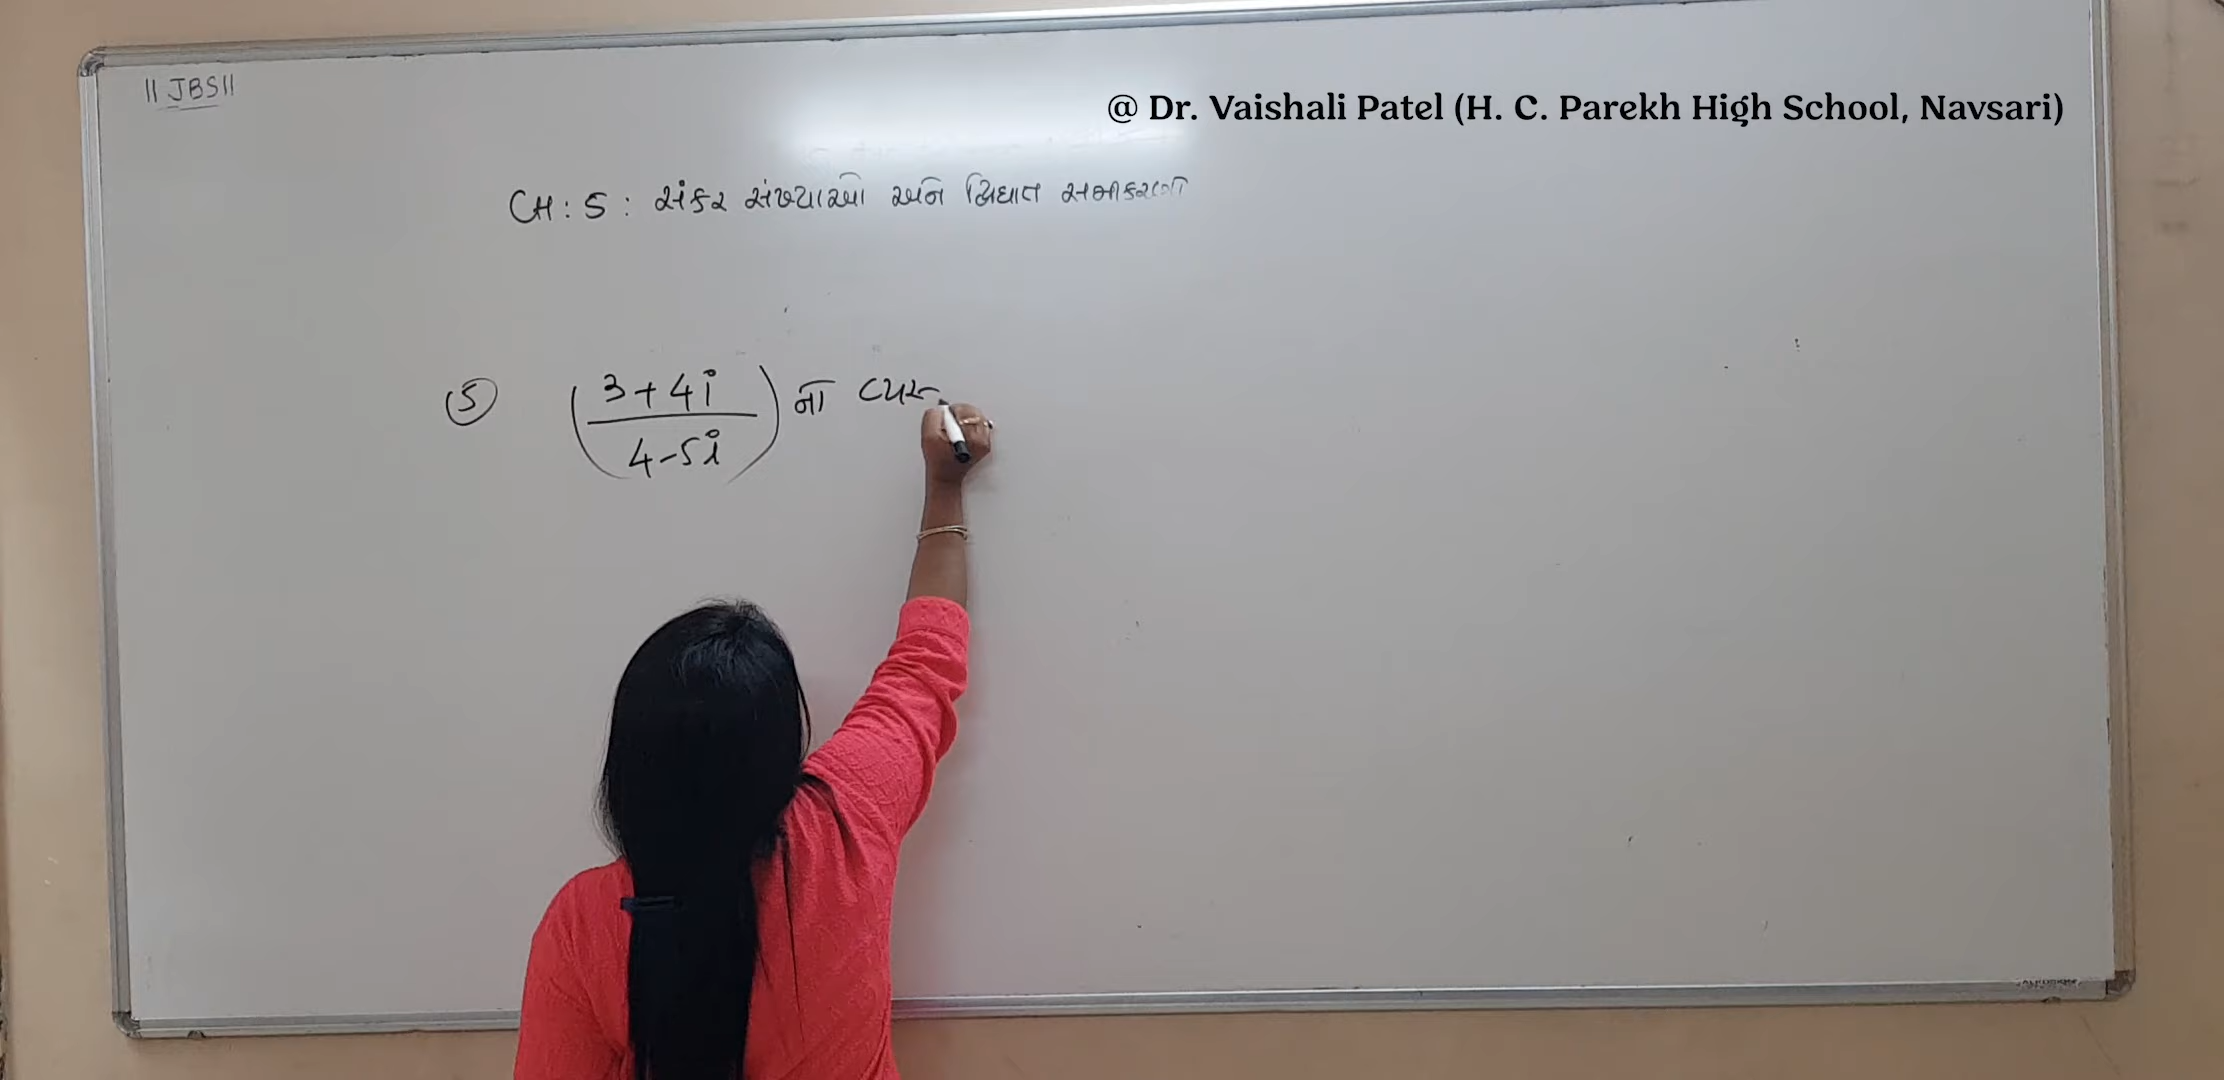 || JBS ||
@ Dr. Vaishali Patel (H. C. Parekh High School, Navsari)
CH : 5 : સંકર સંખ્યાઓ અને દ્વિઘાત સમીકરણો
(5) (3+4i / 4-5i) નો વ્યસ્